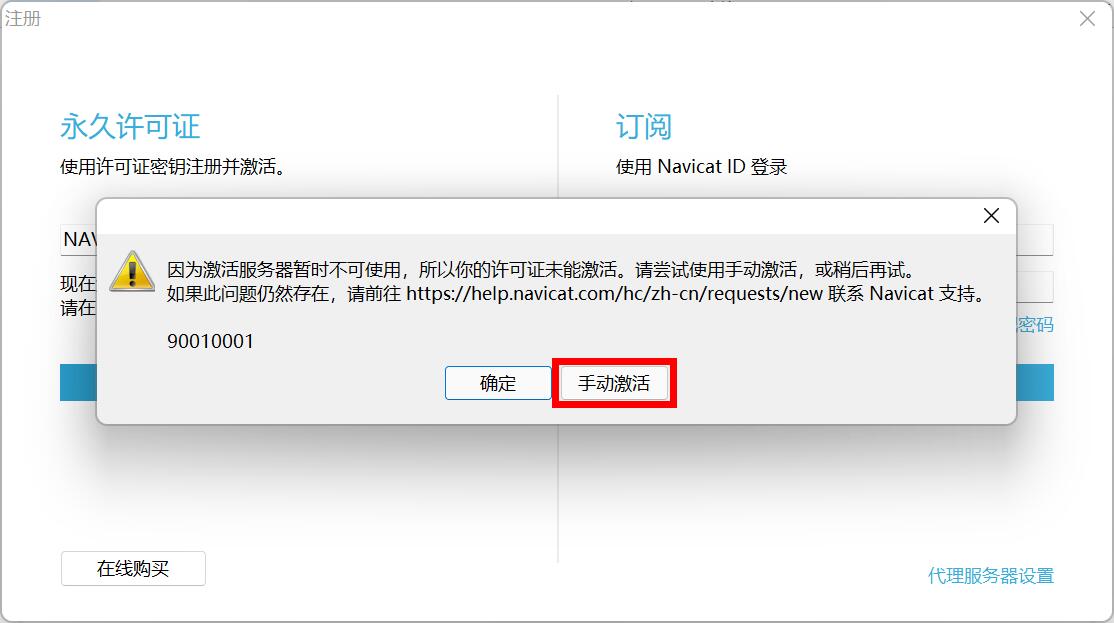 注册
永久许可证
使用许可证密钥注册并激活。
订阅
使用 Navicat ID 登录
NAV
现在
请在
因为激活服务器暂时不可使用，所以你的许可证未能激活。请尝试使用手动激活，或稍后再试。
如果此问题仍然存在，请前往 https://help.navicat.com/hc/zh-cn/requests/new 联系 Navicat 支持。
90010001
确定
手动激活
密码
在线购买
代理服务器设置